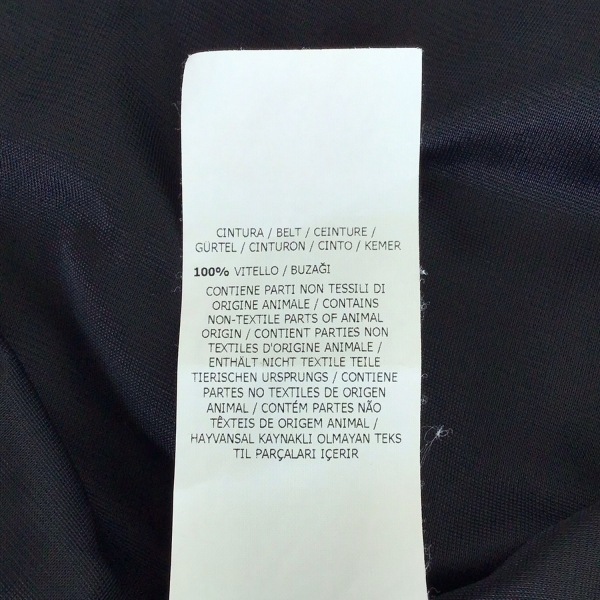 CINTURA / BELT / CEINTURE /
GÜRTEL / CINTURON / CINTO / KEMER
100% VITELLO / BUZAĞI
CONTIENE PARTI NON TESSILI DI
ORIGINE ANIMALE / CONTAINS
NON-TEXTILE PARTS OF ANIMAL
ORIGIN / CONTIENT PARTIES NON
TEXTILES D'ORIGINE ANIMALE /
ENTHÄLT NICHT TEXTILE TEILE
TIERISCHEN URSPRUNGS / CONTIENE
PARTES NO TEXTILES DE ORIGEN
ANIMAL / CONTÉM PARTES NÃO
TÊXTEIS DE ORIGEM ANIMAL /
HAYVANSAL KAYNAKLI OLMAYAN TEKS
TIL PARÇALARI IÇERIR